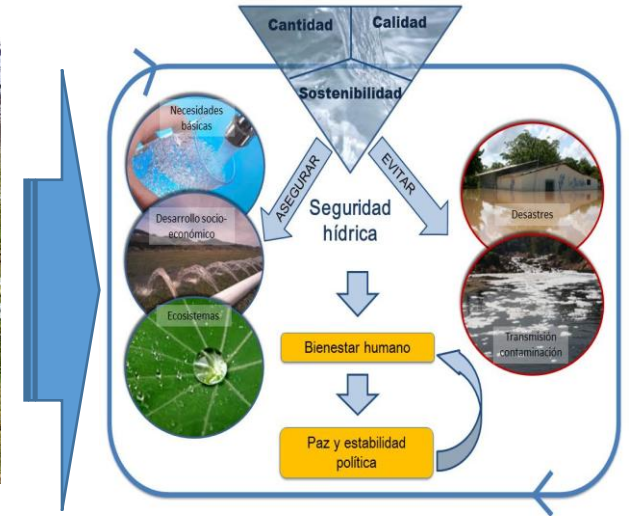 Cantidad
Calidad
Sostenibilidad
Necesidades
básicas
ASEGURAR
EVITAR
Desarrollo socio-
económico
Seguridad
hídrica
Desastres
Ecosistemas
Transmisión
contaminación
Bienestar humano
Paz y estabilidad
política